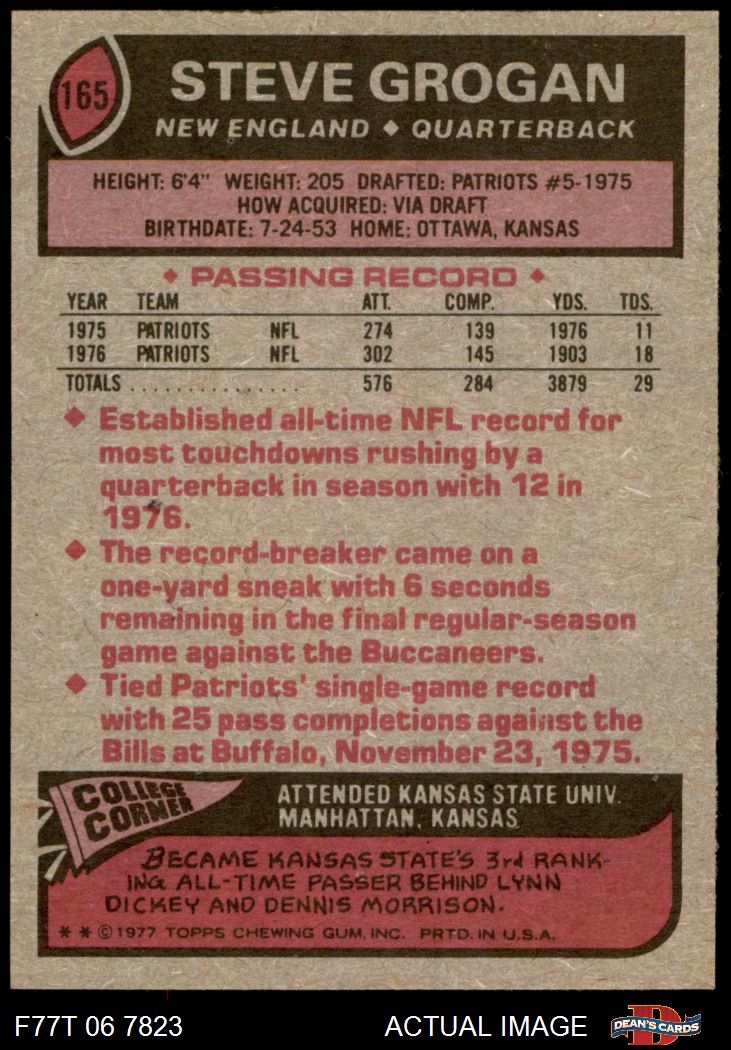 165
STEVE GROGAN
NEW ENGLAND ◆ QUARTERBACK
HEIGHT: 6'4" WEIGHT: 205 DRAFTED: PATRIOTS #5-1975
HOW ACQUIRED: VIA DRAFT
BIRTHDATE: 7-24-53 HOME: OTTAWA, KANSAS
◆ PASSING RECORD ◆
YEAR TEAM ATT. COMP. YDS. TDS.
1975 PATRIOTS NFL 274 139 1976 11
1976 PATRIOTS NFL 302 145 1903 18
TOTALS ................ 576 284 3879 29
◆ Established all-time NFL record for
most touchdowns rushing by a
quarterback in season with 12 in
1976.
◆ The record-breaker came on a
one-yard sneak with 6 seconds
remaining in the final regular-season
game against the Buccaneers.
◆ Tied Patriots' single-game record
with 25 pass completions against the
Bills at Buffalo, November 23, 1975.
COLLEGE
CORNER
ATTENDED KANSAS STATE UNIV.
MANHATTAN, KANSAS
BECAME KANSAS STATE'S 3rd RANK-
ING ALL-TIME PASSER BEHIND LYNN
DICKEY AND DENNIS MORRISON.
* * © 1977 TOPPS CHEWING GUM, INC. PRTD. IN U.S.A.
F77T 06 7823 ACTUAL IMAGE
D
DEAN'S CARDS